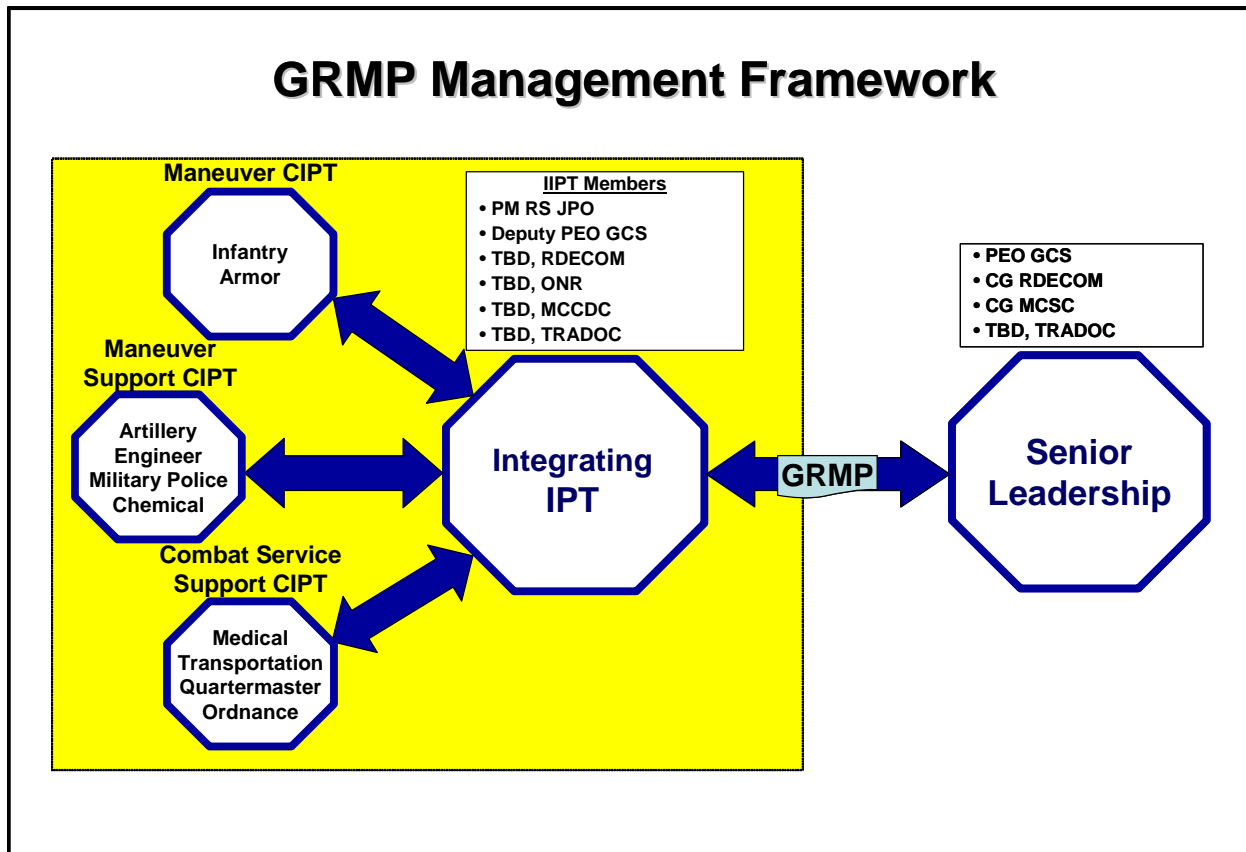 GRMP Management Framework
Maneuver CIPT
Infantry
Armor
Maneuver
Support CIPT
Artillery
Engineer
Military Police
Chemical
Combat Service
Support CIPT
Medical
Transportation
Quartermaster
Ordnance
IIPT Members
• PM RS JPO
• Deputy PEO GCS
• TBD, RDECOM
• TBD, ONR
• TBD, MCCDC
• TBD, TRADOC
Integrating
IPT
GRMP
• PEO GCS
• CG RDECOM
• CG MCSC
• TBD, TRADOC
Senior
Leadership